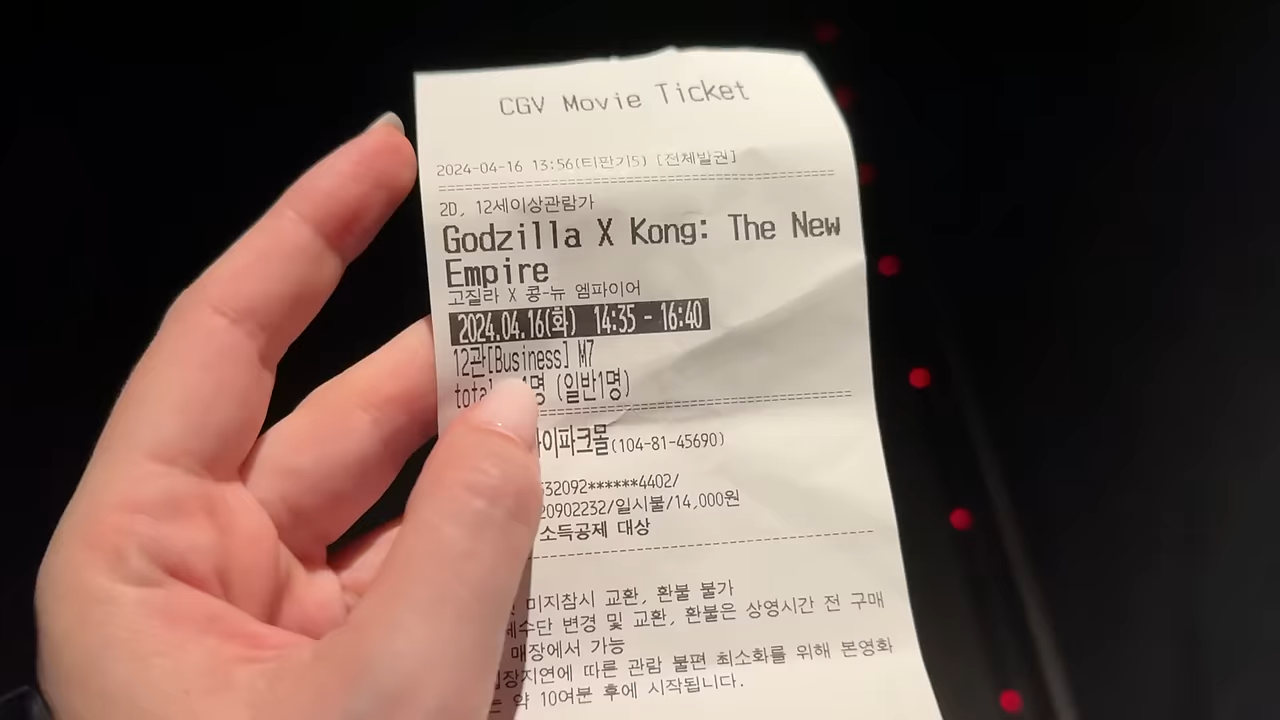 CGV Movie Ticket
2024-04-16 13:56(티판기5) [전체발권]
2D, 12세이상관람가
Godzilla X Kong: The New
Empire
고질라 X 콩-뉴 엠파이어
2024.04.16(화) 14:35 - 16:40
12관[Business] M7
1명 (일반1명)
이파크몰(104-81-45690)
32092******4402/
20902232/일시불/14,000원
소득공제 대상
미지참시 교환, 환불 불가
변경 및 교환, 환불은 상영시간 전 구매
매장에서 가능
따른 관람 불편 최소화를 위해 본영화
약 10여분 후에 시작됩니다.